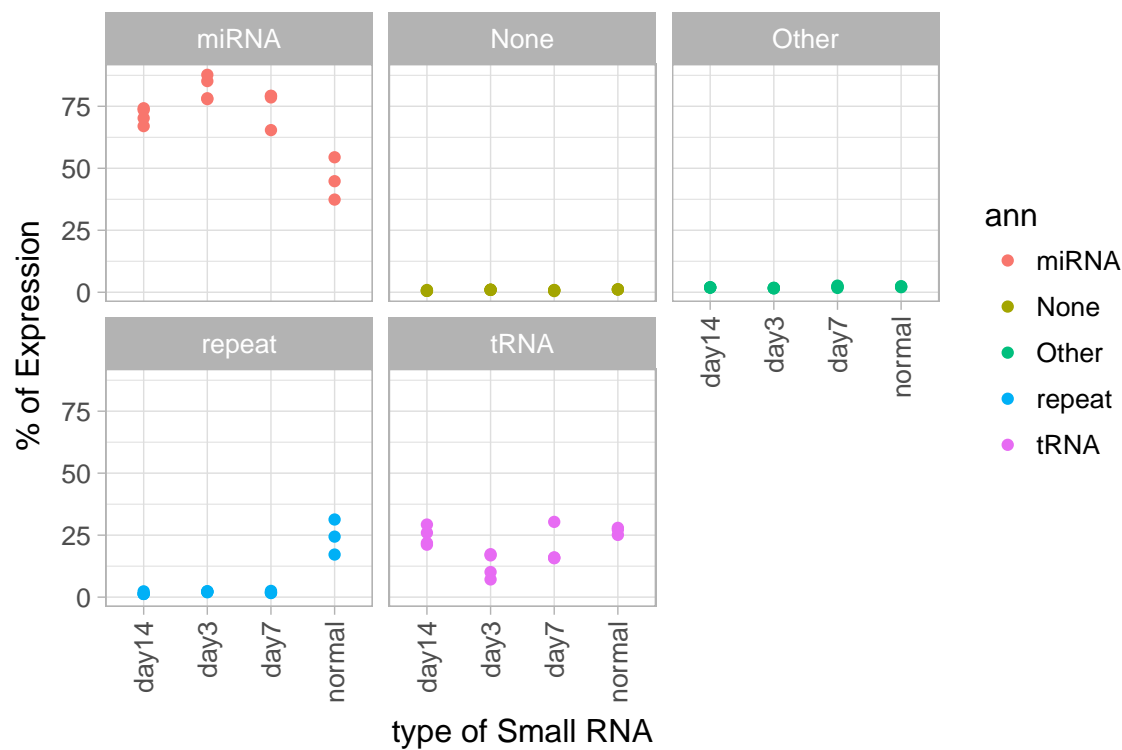 miRNA
None
Other
75
50
25
0
repeat
tRNA
day14
day3
day7
normal
75
50
25
0
day14
day3
day7
normal
day14
day3
day7
normal
% of Expression
type of Small RNA
ann
miRNA
None
Other
repeat
tRNA